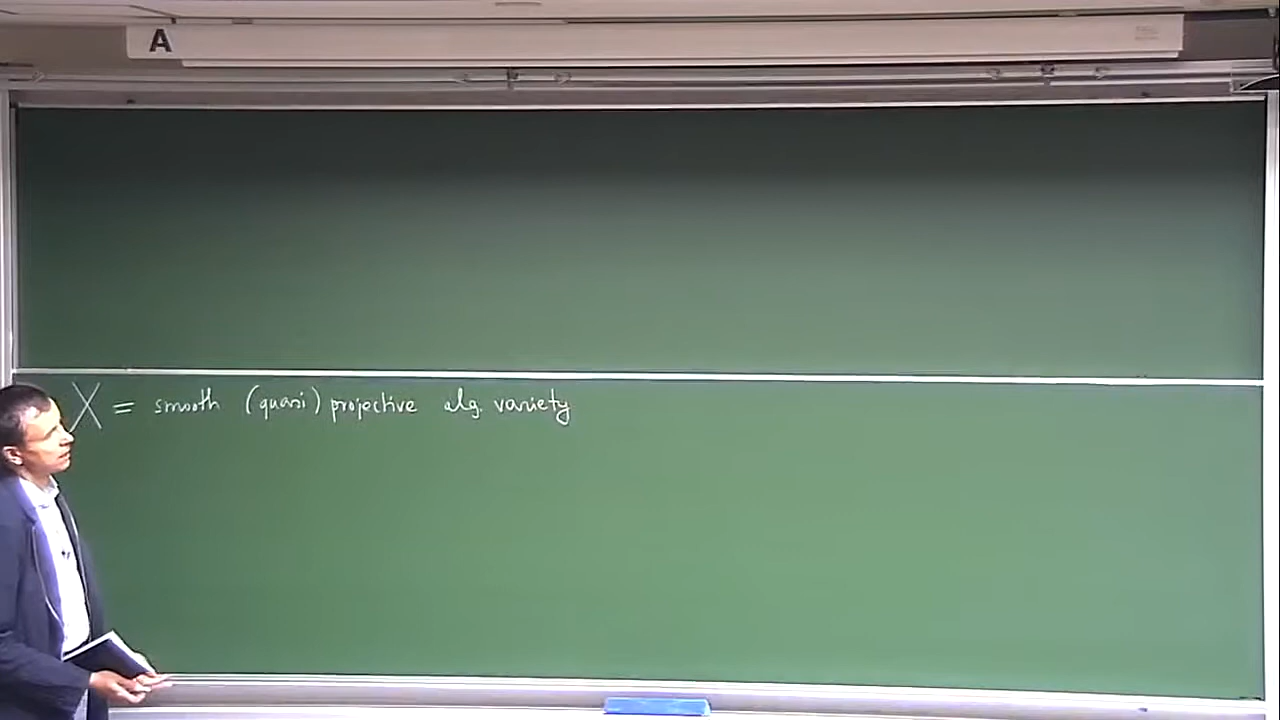 A
X = smooth (quasi) projective alg. variety